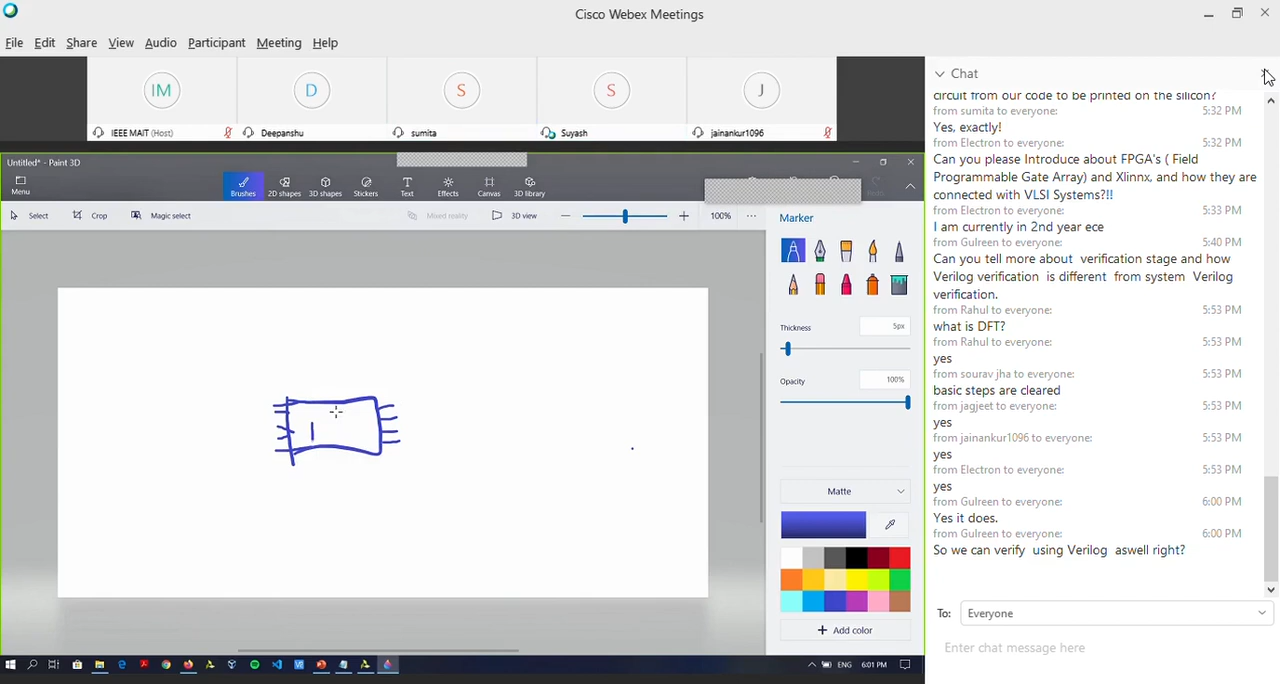 Cisco Webex Meetings
File Edit Share View Audio Participant Meeting Help
IM D S S J
IEEE MAIT (Host) Deepanshu sumita Suyash jainankur1096
Untitled* - Paint 3D
Menu Brushes 2D shapes 3D shapes Stickers Text Effects Canvas 3D library
Select Crop Magic select Mixed reality 3D view 100%
Marker
Thickness 5px
Opacity 100%
Matte
Add color
ENG 6:01 PM
Chat
circuit from our code to be printed on the silicon?
from sumita to everyone: 5:32 PM
Yes, exactly!
from Electron to everyone: 5:32 PM
Can you please Introduce about FPGA's ( Field
Programmable Gate Array) and Xlinnx, and how they are
connected with VLSI Systems?!!
from Electron to everyone: 5:33 PM
I am currently in 2nd year ece
from Gulreen to everyone: 5:40 PM
Can you tell more about verification stage and how
Verilog verification is different from system Verilog
verification.
from Rahul to everyone: 5:53 PM
what is DFT?
from Rahul to everyone: 5:53 PM
yes
from sourav jha to everyone: 5:53 PM
basic steps are cleared
from jagjeet to everyone: 5:53 PM
yes
from jainankur1096 to everyone: 5:53 PM
yes
from Electron to everyone: 5:53 PM
yes
from Gulreen to everyone: 6:00 PM
Yes it does.
from Gulreen to everyone: 6:00 PM
So we can verify using Verilog aswell right?
To: Everyone
Enter chat message here